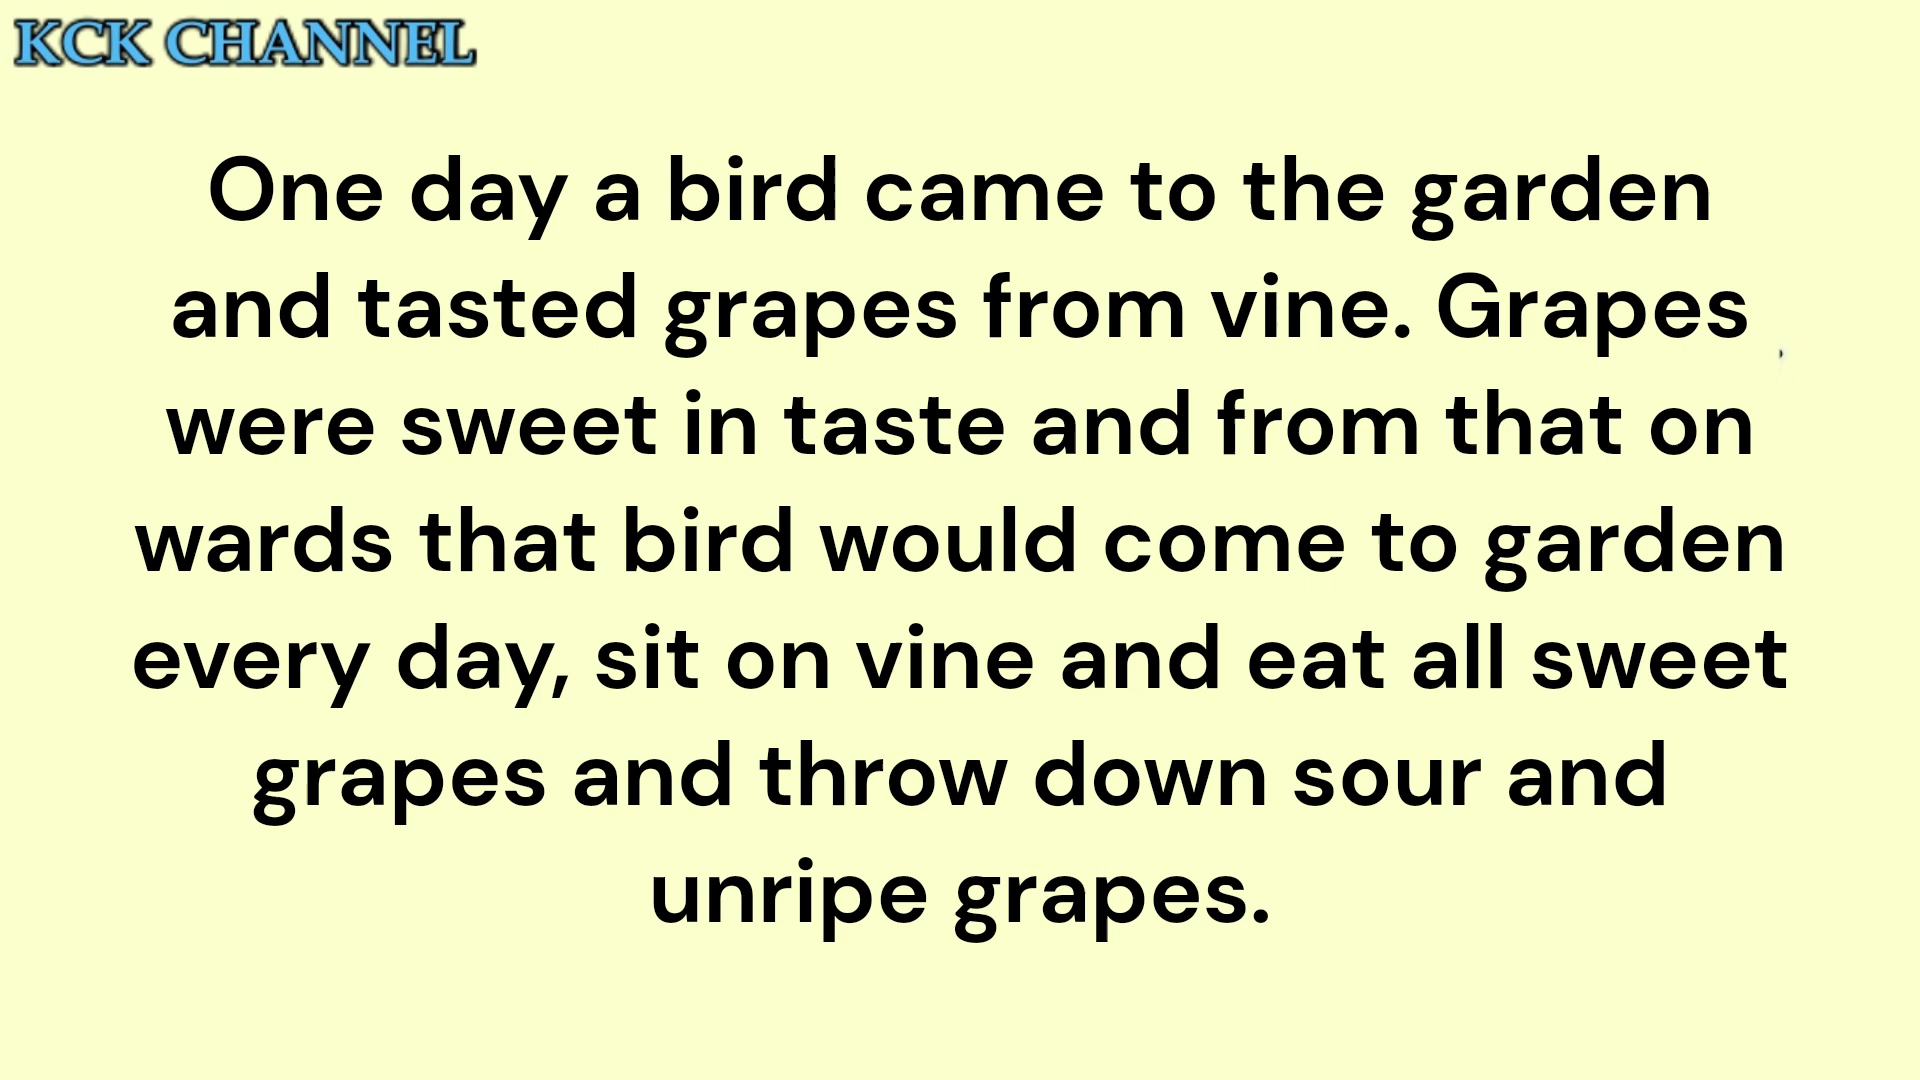 KCK CHANNEL
One day a bird came to the garden
and tasted grapes from vine. Grapes
were sweet in taste and from that on
wards that bird would come to garden
every day, sit on vine and eat all sweet
grapes and throw down sour and
unripe grapes.